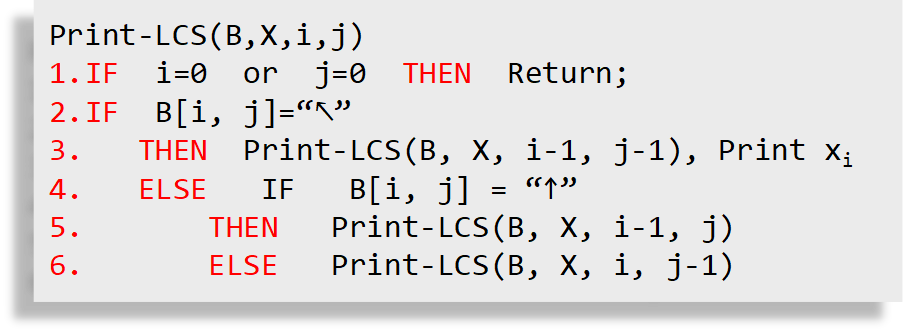 Print-LCS(B,X,i,j)
1.IF i=0 or j=0 THEN Return;
2.IF B[i, j]=“↖”
3. THEN Print-LCS(B, X, i-1, j-1), Print xᵢ
4. ELSE IF B[i, j] = “↑”
5. THEN Print-LCS(B, X, i-1, j)
6. ELSE Print-LCS(B, X, i, j-1)